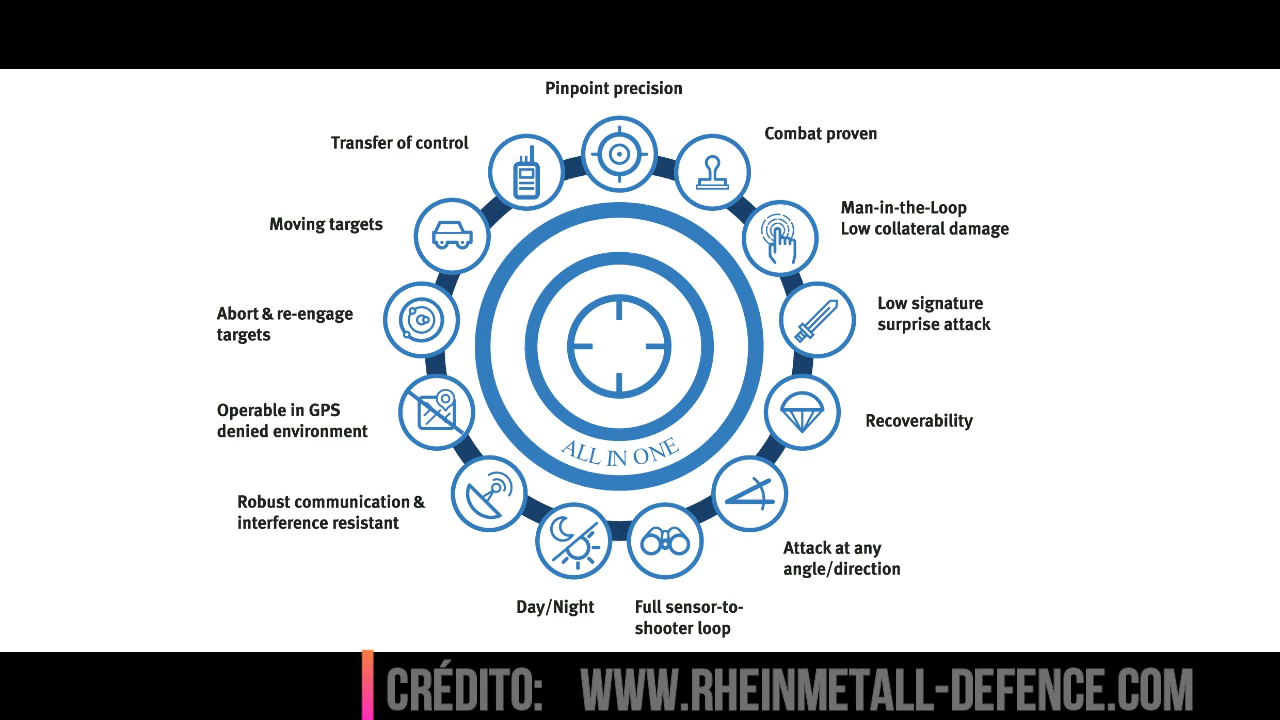 Pinpoint precision
Combat proven
Transfer of control
Man-in-the-Loop
Low collateral damage
Moving targets
Low signature
surprise attack
Abort & re-engage
targets
Operable in GPS
denied environment
Recoverability
ALL IN ONE
Robust communication &
interference resistant
Attack at any
angle/direction
Day/Night
Full sensor-to-
shooter loop
CRÉDITO: WWW.RHEINMETALL-DEFENCE.COM